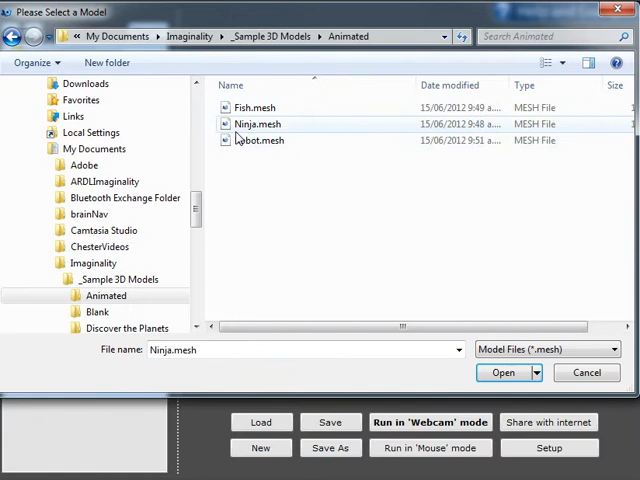 Please Select a Model
« My Documents ▸ Imaginality ▸ _Sample 3D Models ▸ Animated
Search Animated
Organize
New folder
Name
Date modified
Type
Size
Downloads
Favorites
Links
Local Settings
My Documents
Adobe
ARDLImaginality
Bluetooth Exchange Folder
brainNav
Camtasia Studio
ChesterVideos
Imaginality
_Sample 3D Models
Animated
Blank
Discover the Planets
Fish.mesh 15/06/2012 9:49 a.... MESH File 1
Ninja.mesh 15/06/2012 9:48 a.... MESH File
15/06/2012 9:51 a.... MESH File 1
File name:
Ninja.mesh
Model Files (*.mesh)
Open
Cancel
Load
Save
Run in 'Webcam' mode
Share with internet
New
Save As
Run in 'Mouse' mode
Setup